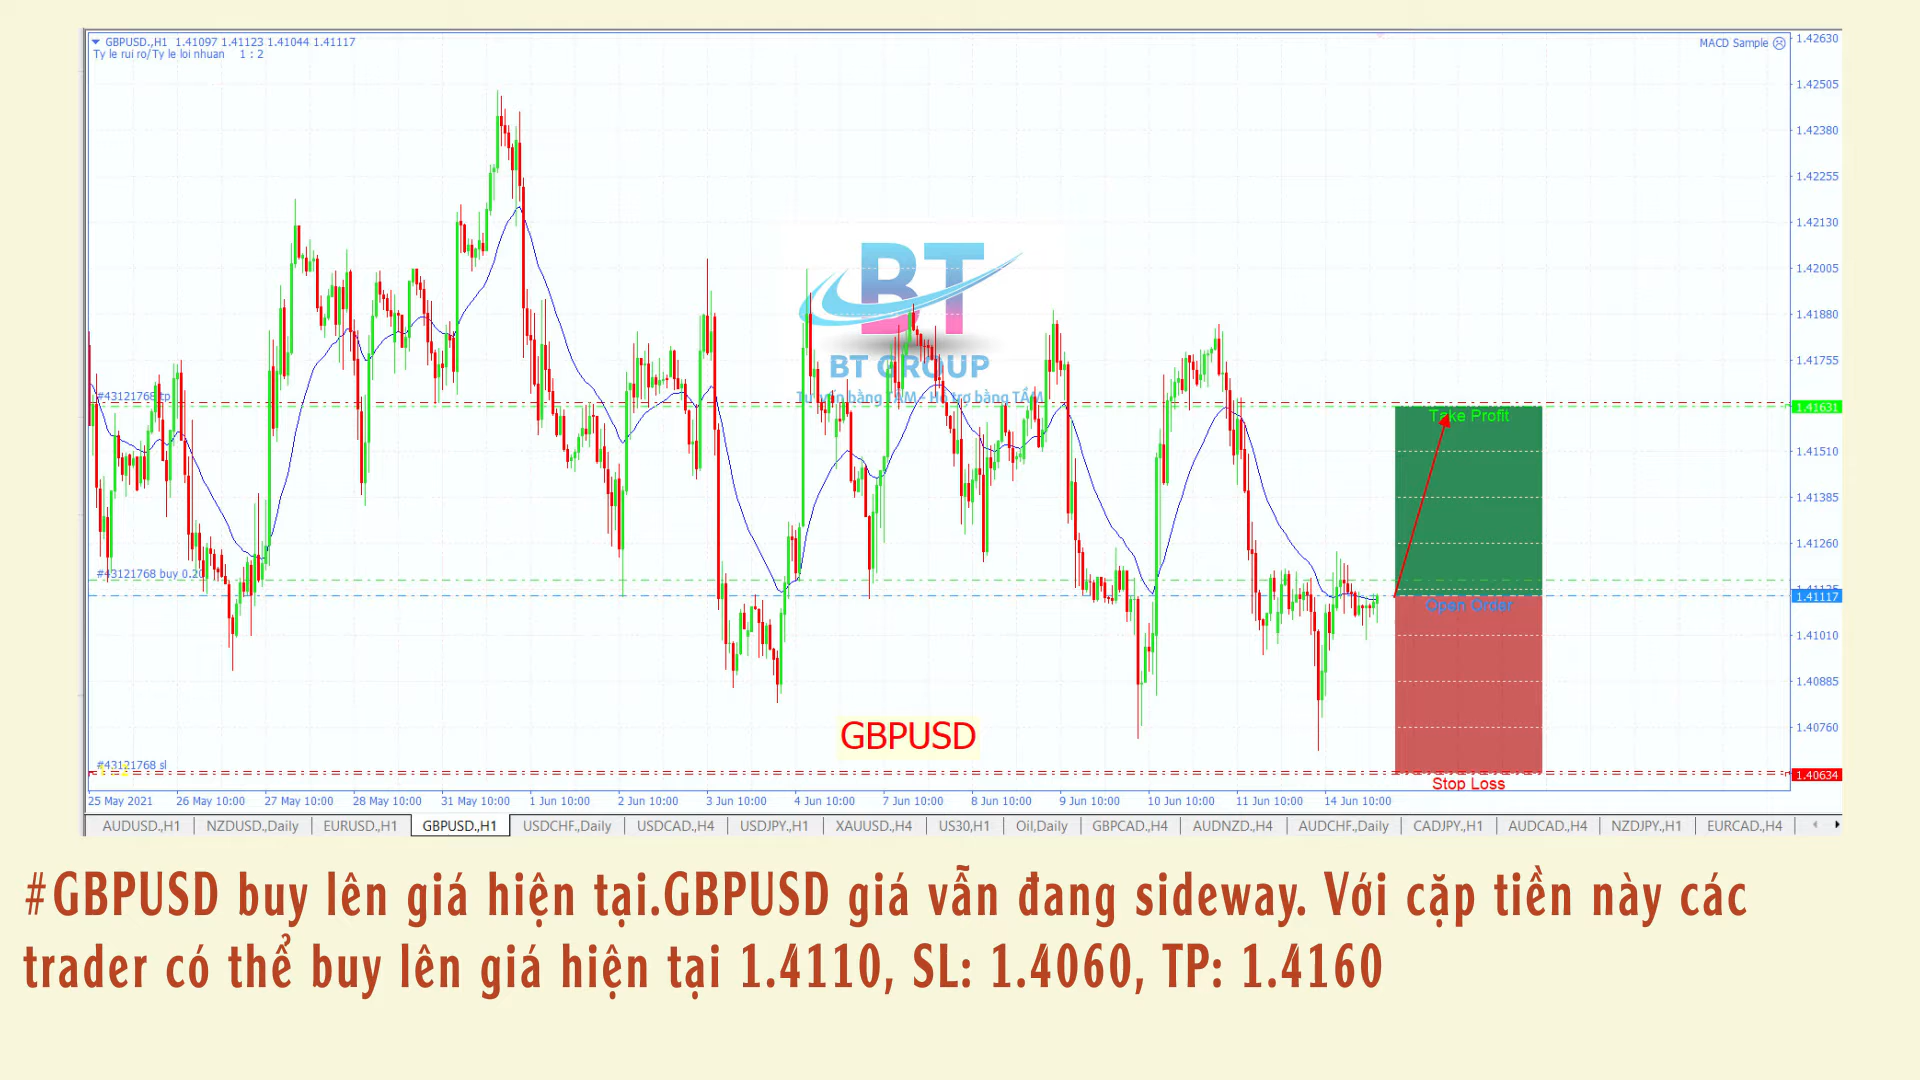 GBPUSD.,H1 1.41097 1.41123 1.41044 1.41117
Ty le rui ro/Ty le loi nhuan 1 : 2
MACD Sample
1.42630
1.42505
1.42380
1.42255
1.42130
1.42005
1.41880
1.41755
1.41631
1.41510
1.41385
1.41260
1.41135
1.41117
1.41010
1.40885
1.40760
1.40634
BT
BT GROUP
#43121768 tp
Take Profit
#43121768 buy 0.20
Open Order
GBPUSD
#43121768 sl
Stop Loss
25 May 2021 26 May 10:00 27 May 10:00 28 May 10:00 31 May 10:00 1 Jun 10:00 2 Jun 10:00 3 Jun 10:00 4 Jun 10:00 7 Jun 10:00 8 Jun 10:00 9 Jun 10:00 10 Jun 10:00 11 Jun 10:00 14 Jun 10:00
AUDUSD.,H1 NZDUSD.,Daily EURUSD.,H1 GBPUSD.,H1 USDCHF.,Daily USDCAD.,H4 USDJPY.,H1 XAUUSD.,H4 US30,H1 Oil,Daily GBPCAD.,H4 AUDNZD.,H4 AUDCHF.,Daily CADJPY.,H1 AUDCAD.,H4 NZDJPY.,H1 EURCAD.,H4
#GBPUSD buy lên giá hiện tại.GBPUSD giá vẫn đang sideway. Với cặp tiền này các
trader có thể buy lên giá hiện tại 1.4110, SL: 1.4060, TP: 1.4160